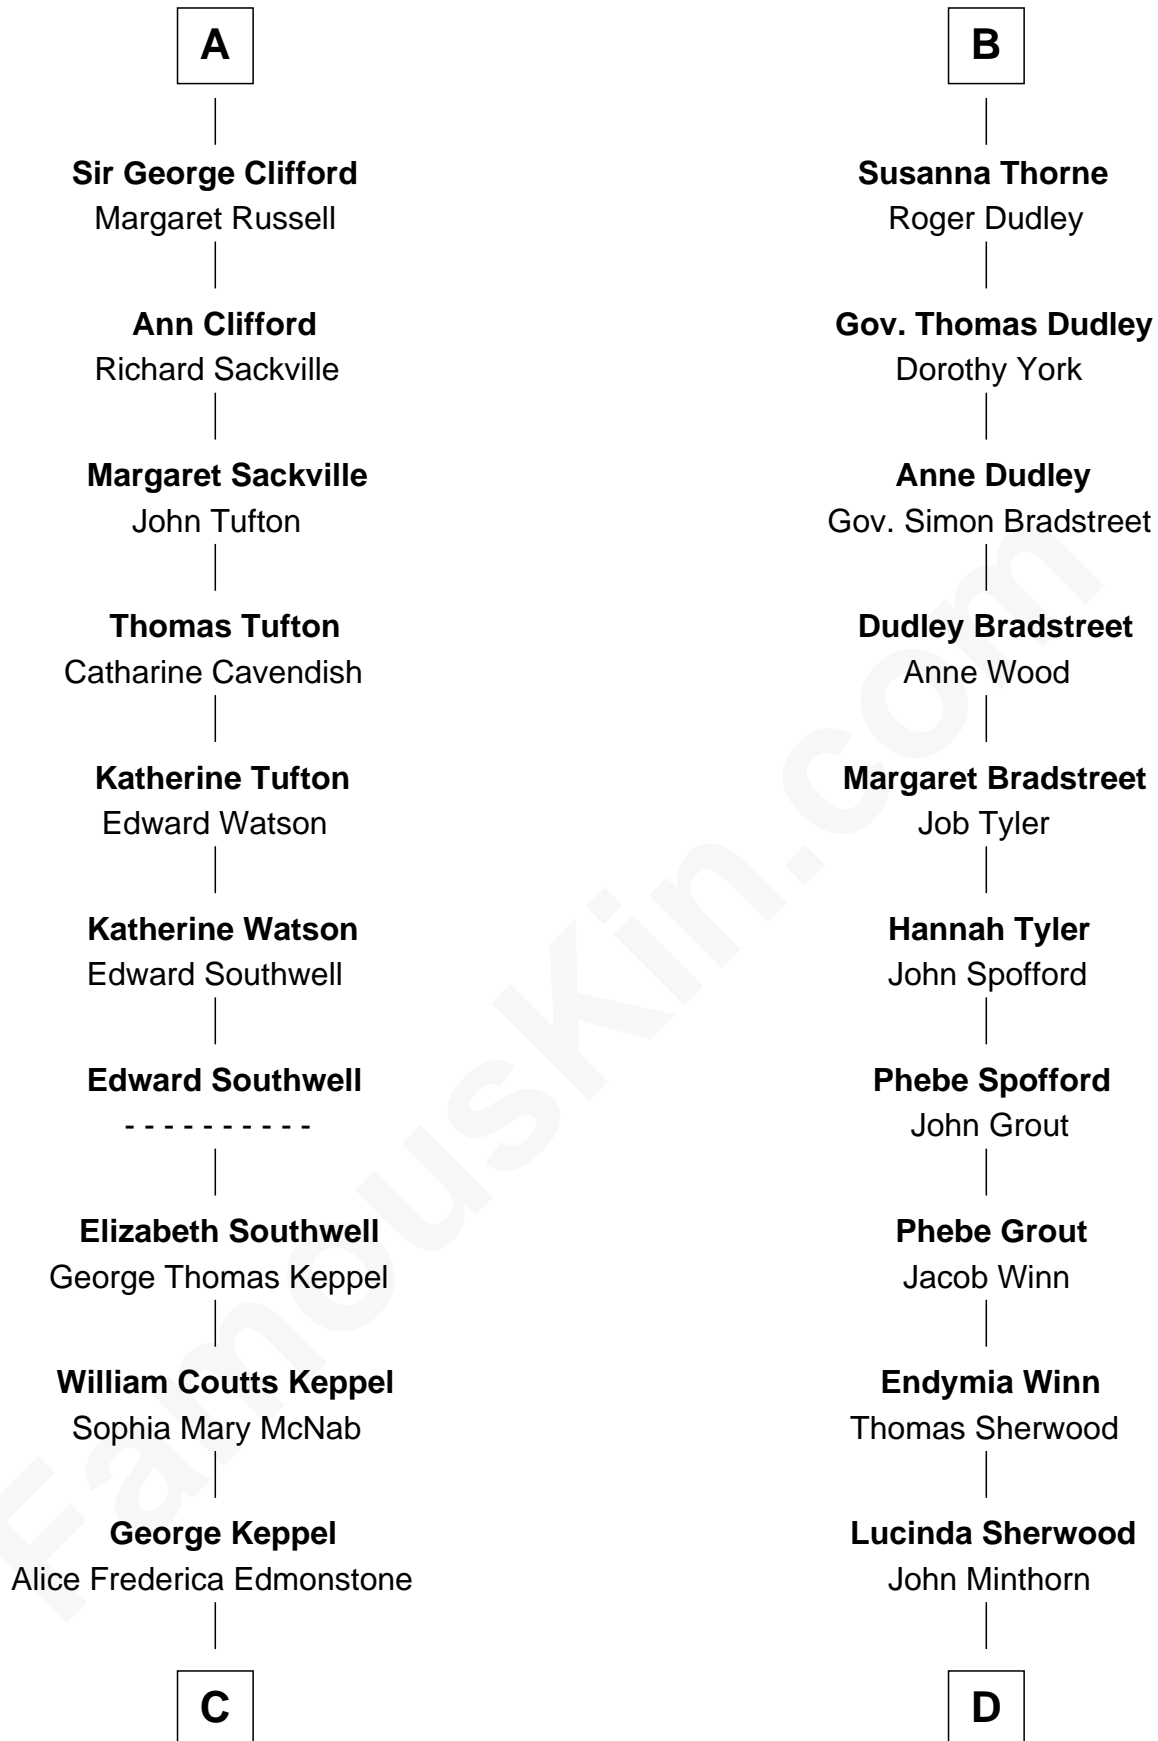 A
Sir George Clifford
Margaret Russell
Ann Clifford
Richard Sackville
Margaret Sackville
John Tufton
Thomas Tufton
Catharine Cavendish
Katherine Tufton
Edward Watson
Katherine Watson
Edward Southwell
Edward Southwell
- - - - - - - - - -
Elizabeth Southwell
George Thomas Keppel
William Coutts Keppel
Sophia Mary McNab
George Keppel
Alice Frederica Edmonstone
C
B
Susanna Thorne
Roger Dudley
Gov. Thomas Dudley
Dorothy York
Anne Dudley
Gov. Simon Bradstreet
Dudley Bradstreet
Anne Wood
Margaret Bradstreet
Job Tyler
Hannah Tyler
John Spofford
Phebe Spofford
John Grout
Phebe Grout
Jacob Winn
Endymia Winn
Thomas Sherwood
Lucinda Sherwood
John Minthorn
D
FamousKin.com